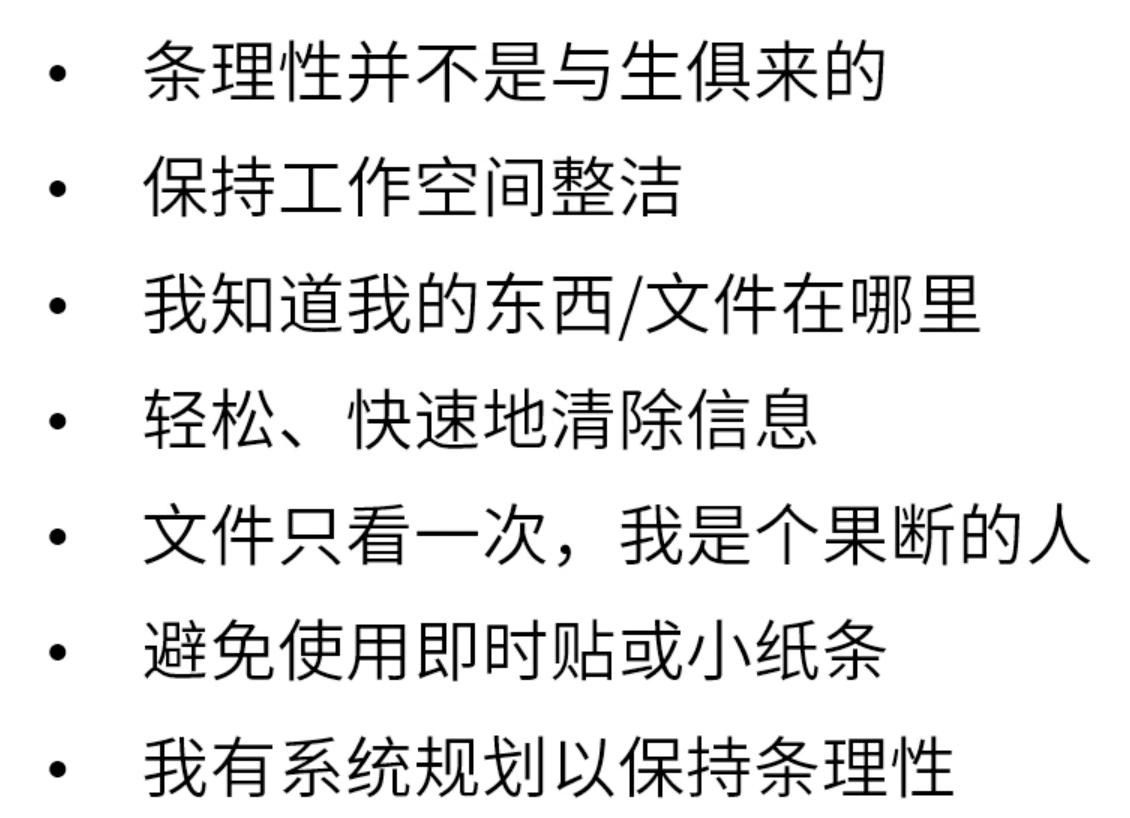 • 条理性并不是与生俱来的
• 保持工作空间整洁
• 我知道我的东西/文件在哪里
• 轻松、快速地清除信息
• 文件只看一次，我是个果断的人
• 避免使用即时贴或小纸条
• 我有系统规划以保持条理性